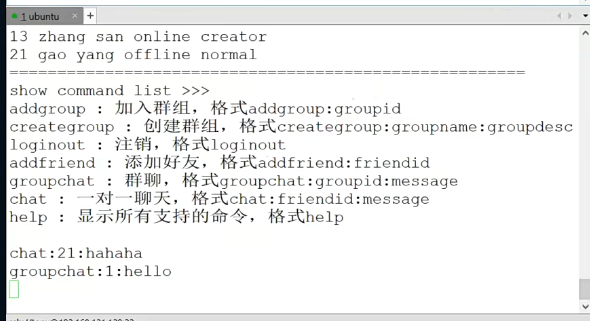 1 ubuntu
13 zhang san online creator
21 gao yang offline normal
======================================================
show command list >>>
addgroup : 加入群组，格式addgroup:groupid
creategroup : 创建群组，格式creategroup:groupname:groupdesc
loginout : 注销，格式loginout
addfriend : 添加好友，格式addfriend:friendid
groupchat : 群聊，格式groupchat:groupid:message
chat : 一对一聊天，格式chat:friendid:message
help : 显示所有支持的命令，格式help
chat:21:hahaha
groupchat:1:hello